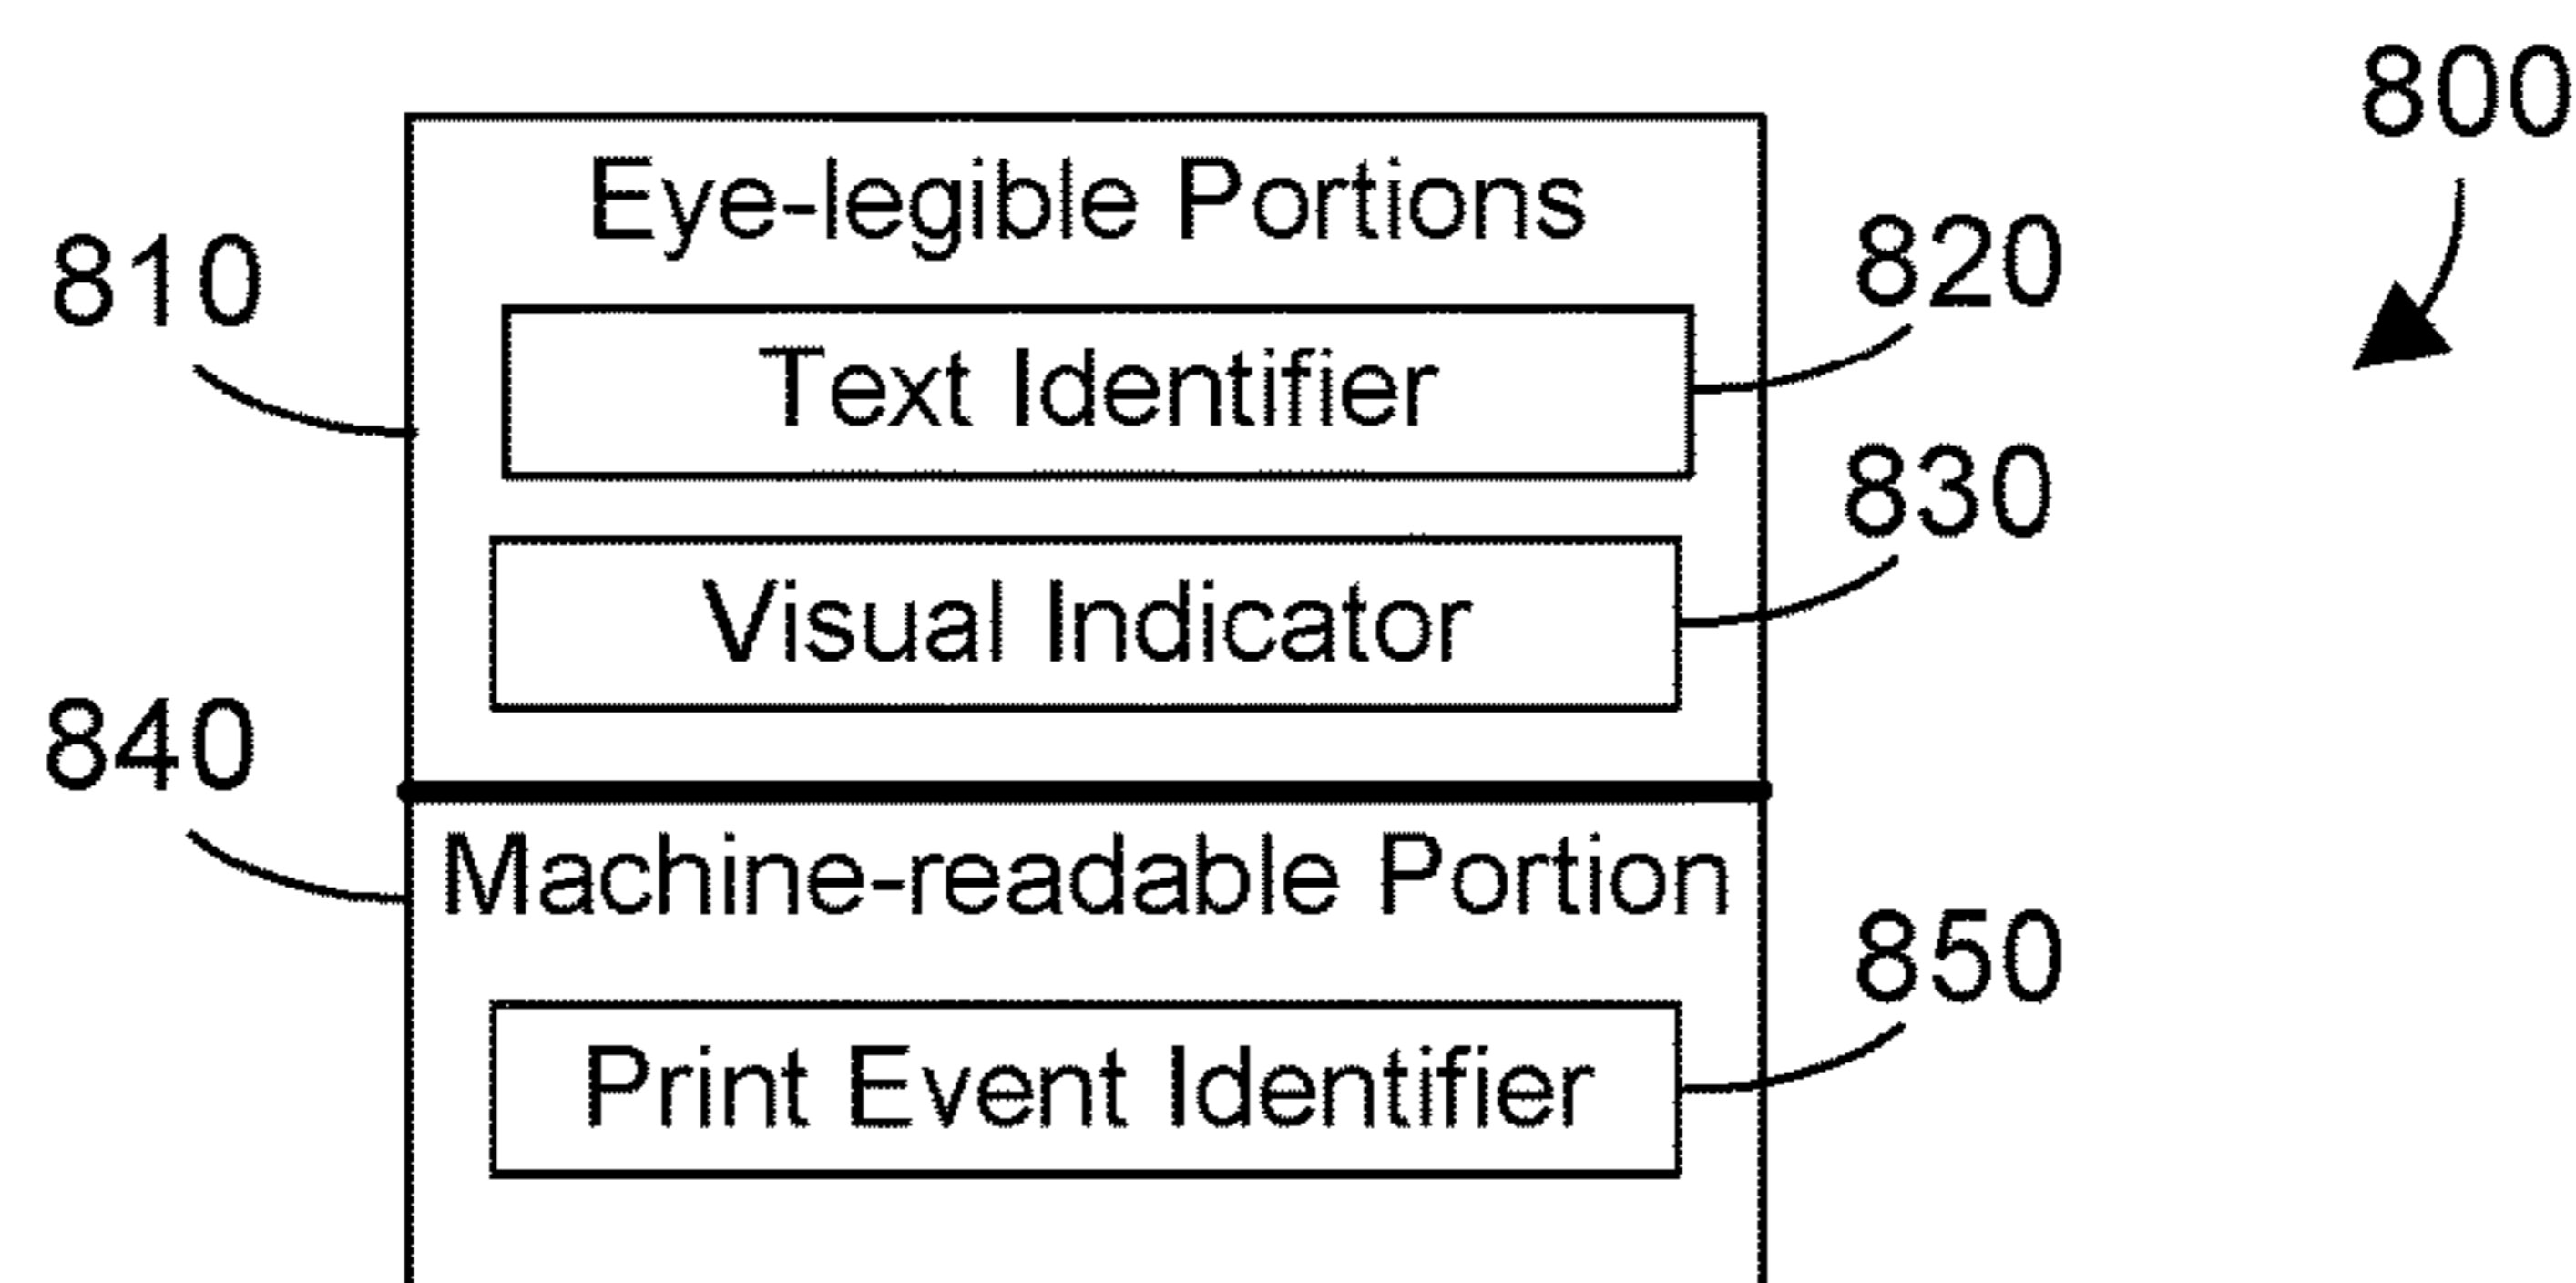 800
Eye-legible Portions
810
820
Text Identifier
830
Visual Indicator
840
Machine-readable Portion
850
Print Event Identifier